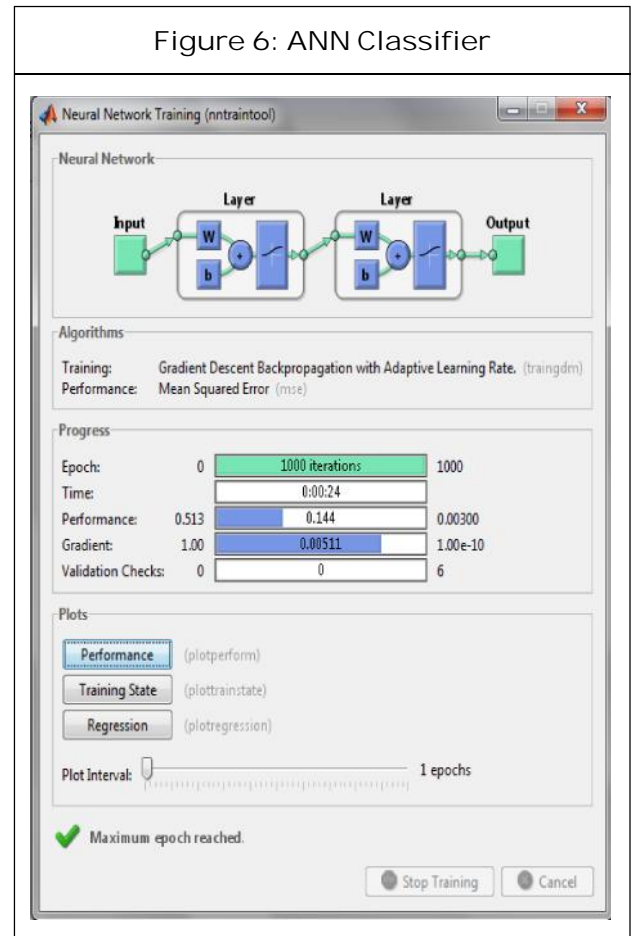 Figure 6: ANN Classifier
Neural Network Training (nntraintool)
Neural Network
Layer Layer
Input Output
W W
b b
+ +
Algorithms
Training: Gradient Descent Backpropagation with Adaptive Learning Rate. (traingdm)
Performance: Mean Squared Error (mse)
Progress
Epoch: 0 1000 iterations 1000
Time: 0:00:24
Performance: 0.513 0.144 0.00300
Gradient: 1.00 0.00511 1.00e-10
Validation Checks: 0 0 6
Plots
Performance (plotperform)
Training State (plottrainstate)
Regression (plotregression)
Plot Interval: 1 epochs
Maximum epoch reached.
Stop Training Cancel